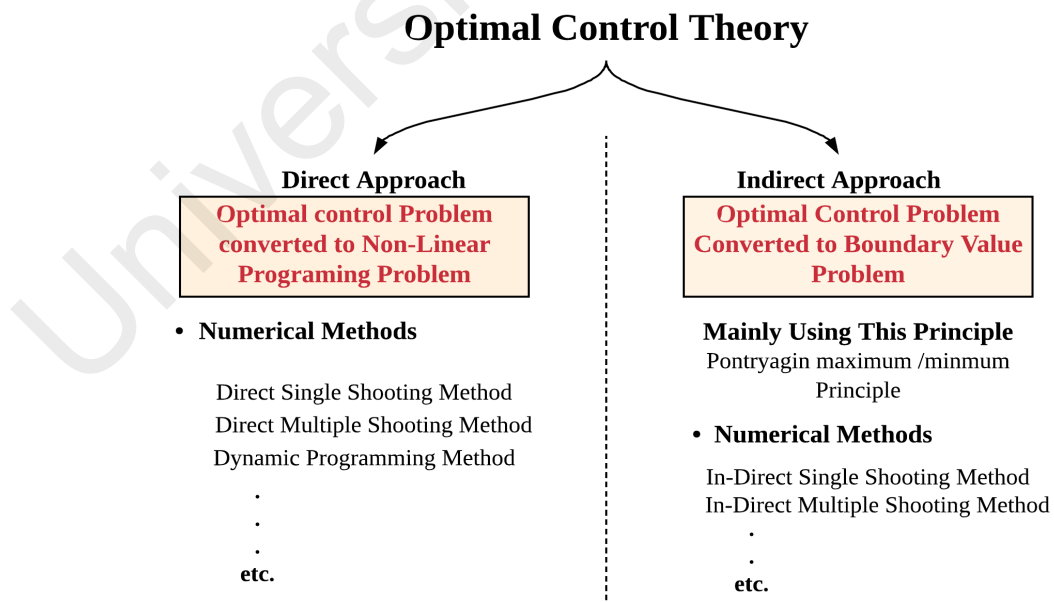 Optimal Control Theory
Direct Approach
Optimal control Problem
converted to Non-Linear
Programing Problem
• Numerical Methods
Direct Single Shooting Method
Direct Multiple Shooting Method
Dynamic Programming Method
.
.
.
etc.
Indirect Approach
Optimal Control Problem
Converted to Boundary Value
Problem
Mainly Using This Principle
Pontryagin maximum /minmum
Principle
• Numerical Methods
In-Direct Single Shooting Method
In-Direct Multiple Shooting Method
.
.
etc.
Universi